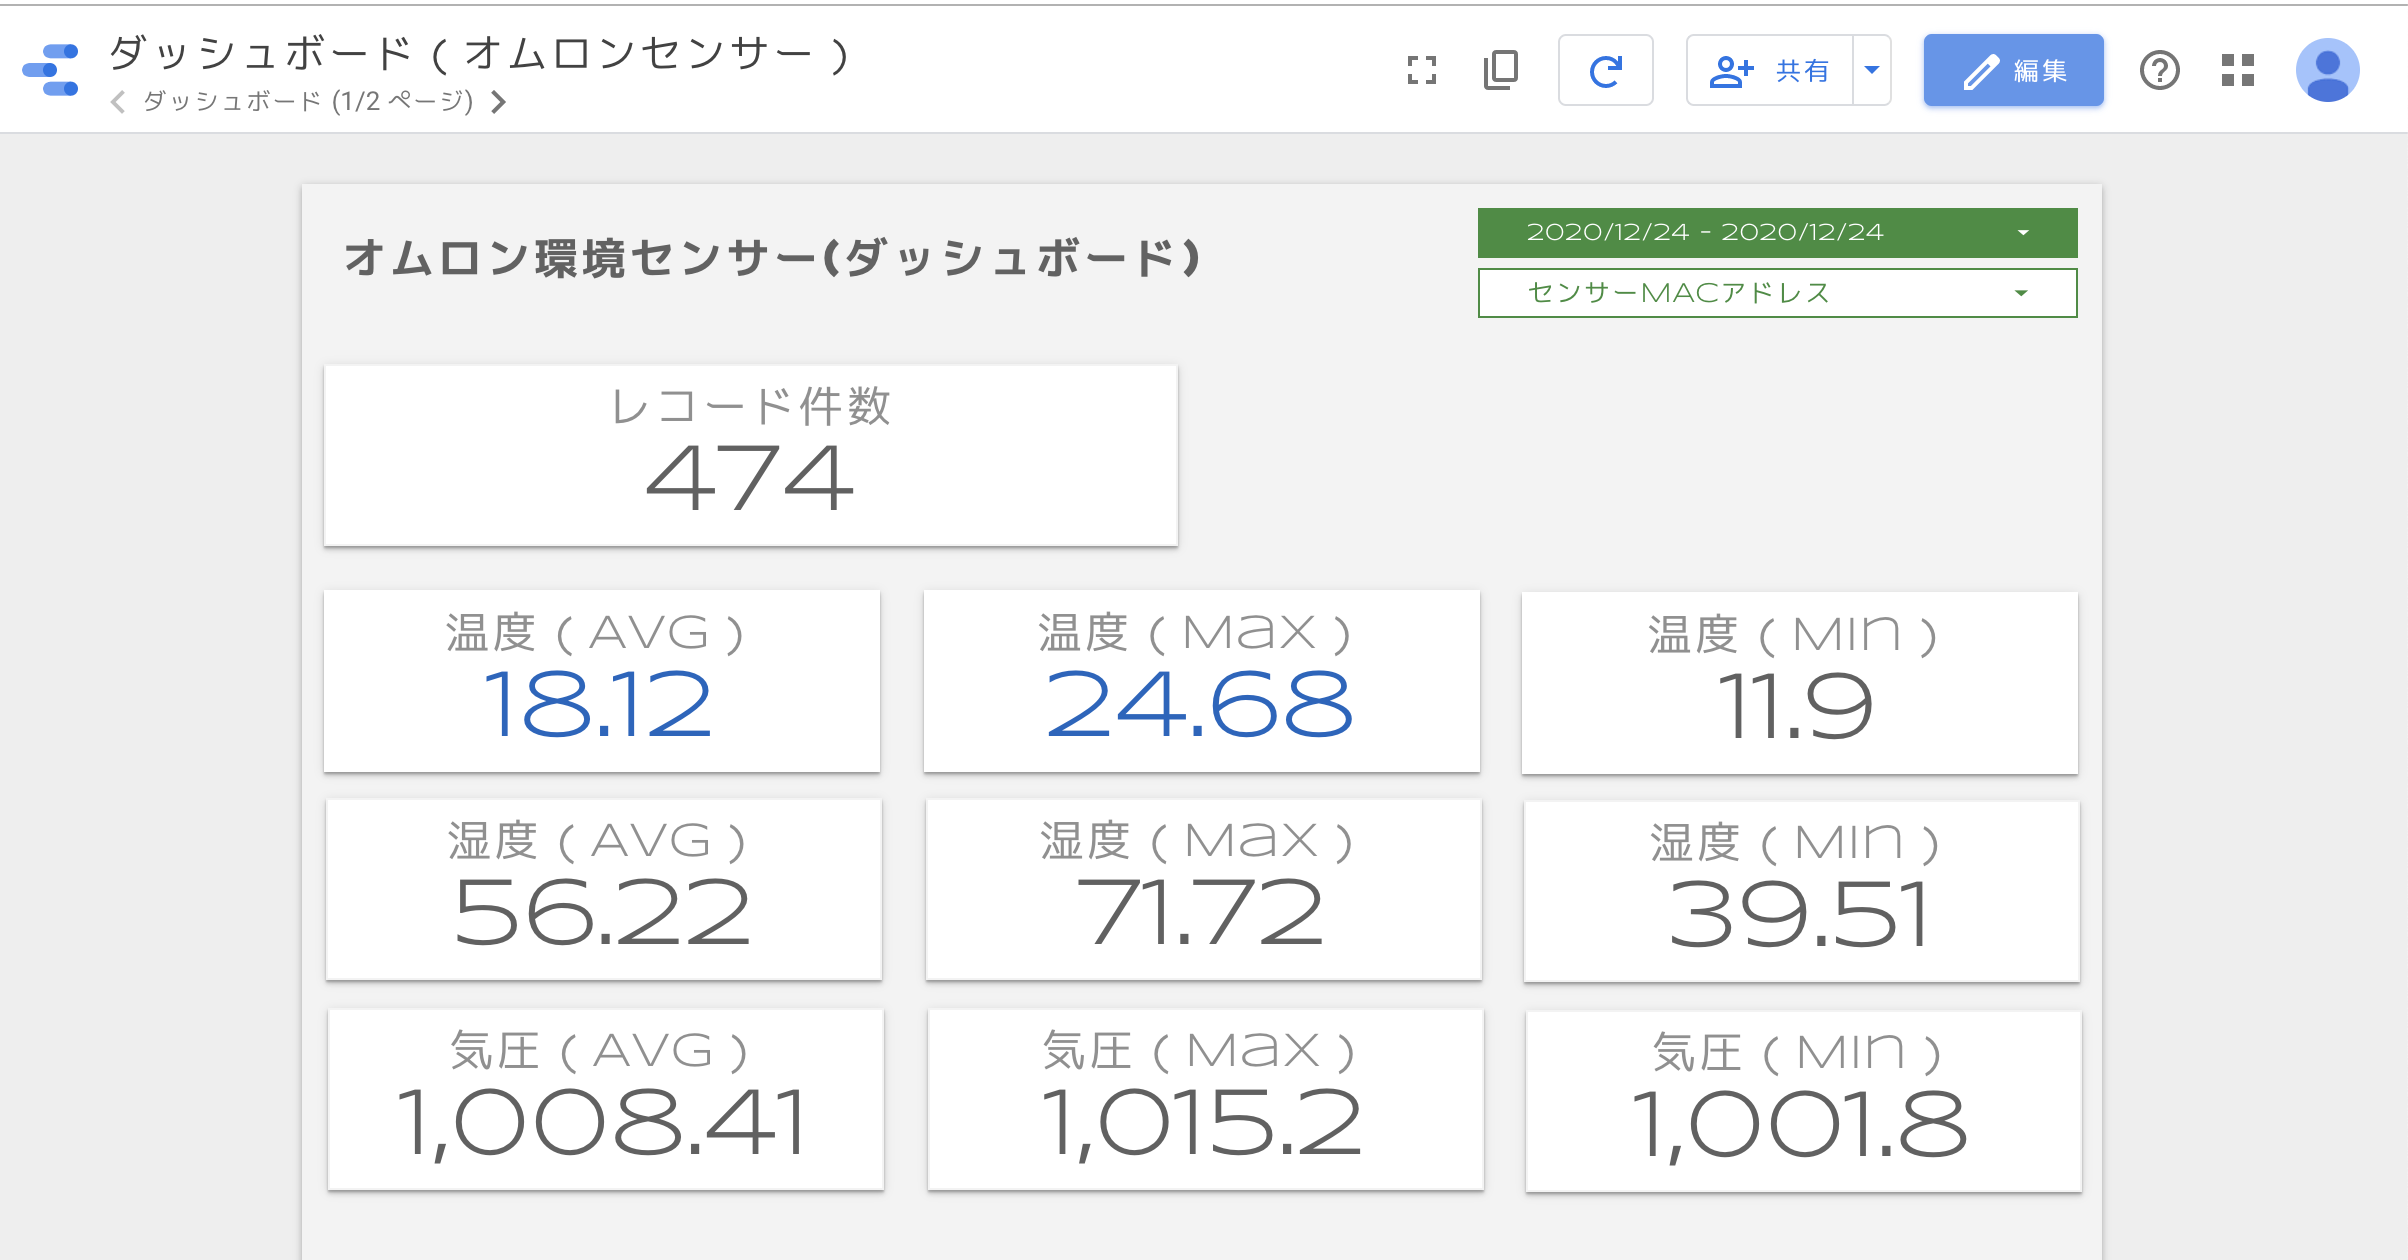 ダッシュボード ( オムロンセンサー )
ダッシュボード (1/2 ページ)
共有
編集
オムロン環境センサー(ダッシュボード)
2020/12/24 - 2020/12/24
センサーMACアドレス
レコード件数
474
温度 ( AVG )
18.12
温度 ( Max )
24.68
温度 ( Min )
11.9
湿度 ( AVG )
56.22
湿度 ( Max )
71.72
湿度 ( Min )
39.51
気圧 ( AVG )
1,008.41
気圧 ( Max )
1,015.2
気圧 ( Min )
1,001.8